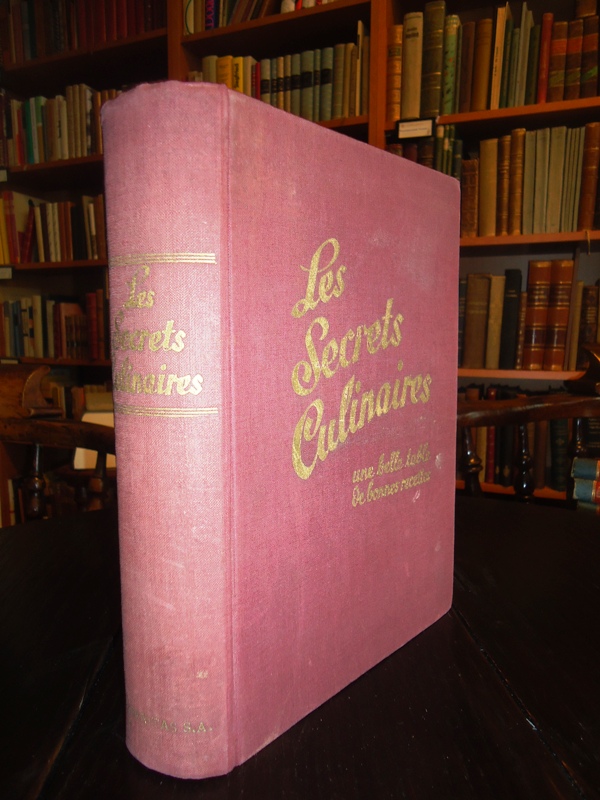 Les
Secrets
Culinaires
Les
Secrets
Culinaires
une belle table
De bonnes recettes
S.A.